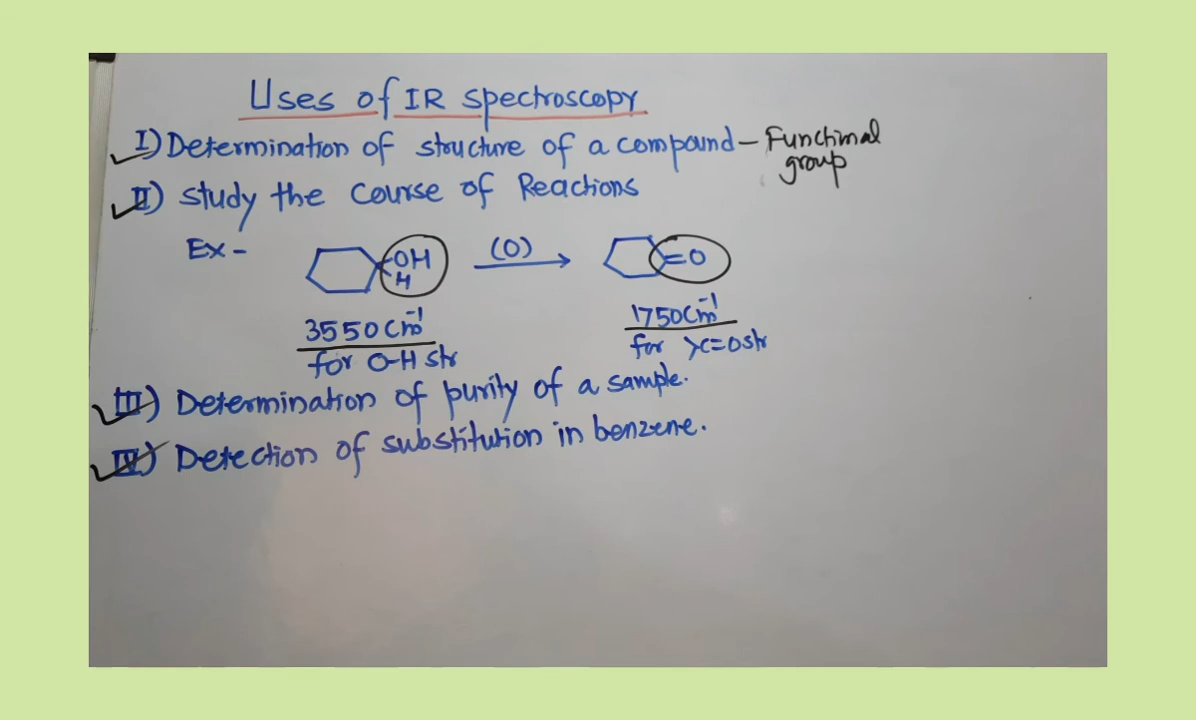 Uses of IR spectroscopy
I) Determination of structure of a compound – Functional
group
II) Study the Course of Reactions
Ex –
OH
H
(O)
=O
3550 cm⁻¹
for O-H str
1750 cm⁻¹
for >C=O str
III) Determination of purity of a sample.
IV) Detection of substitution in benzene.